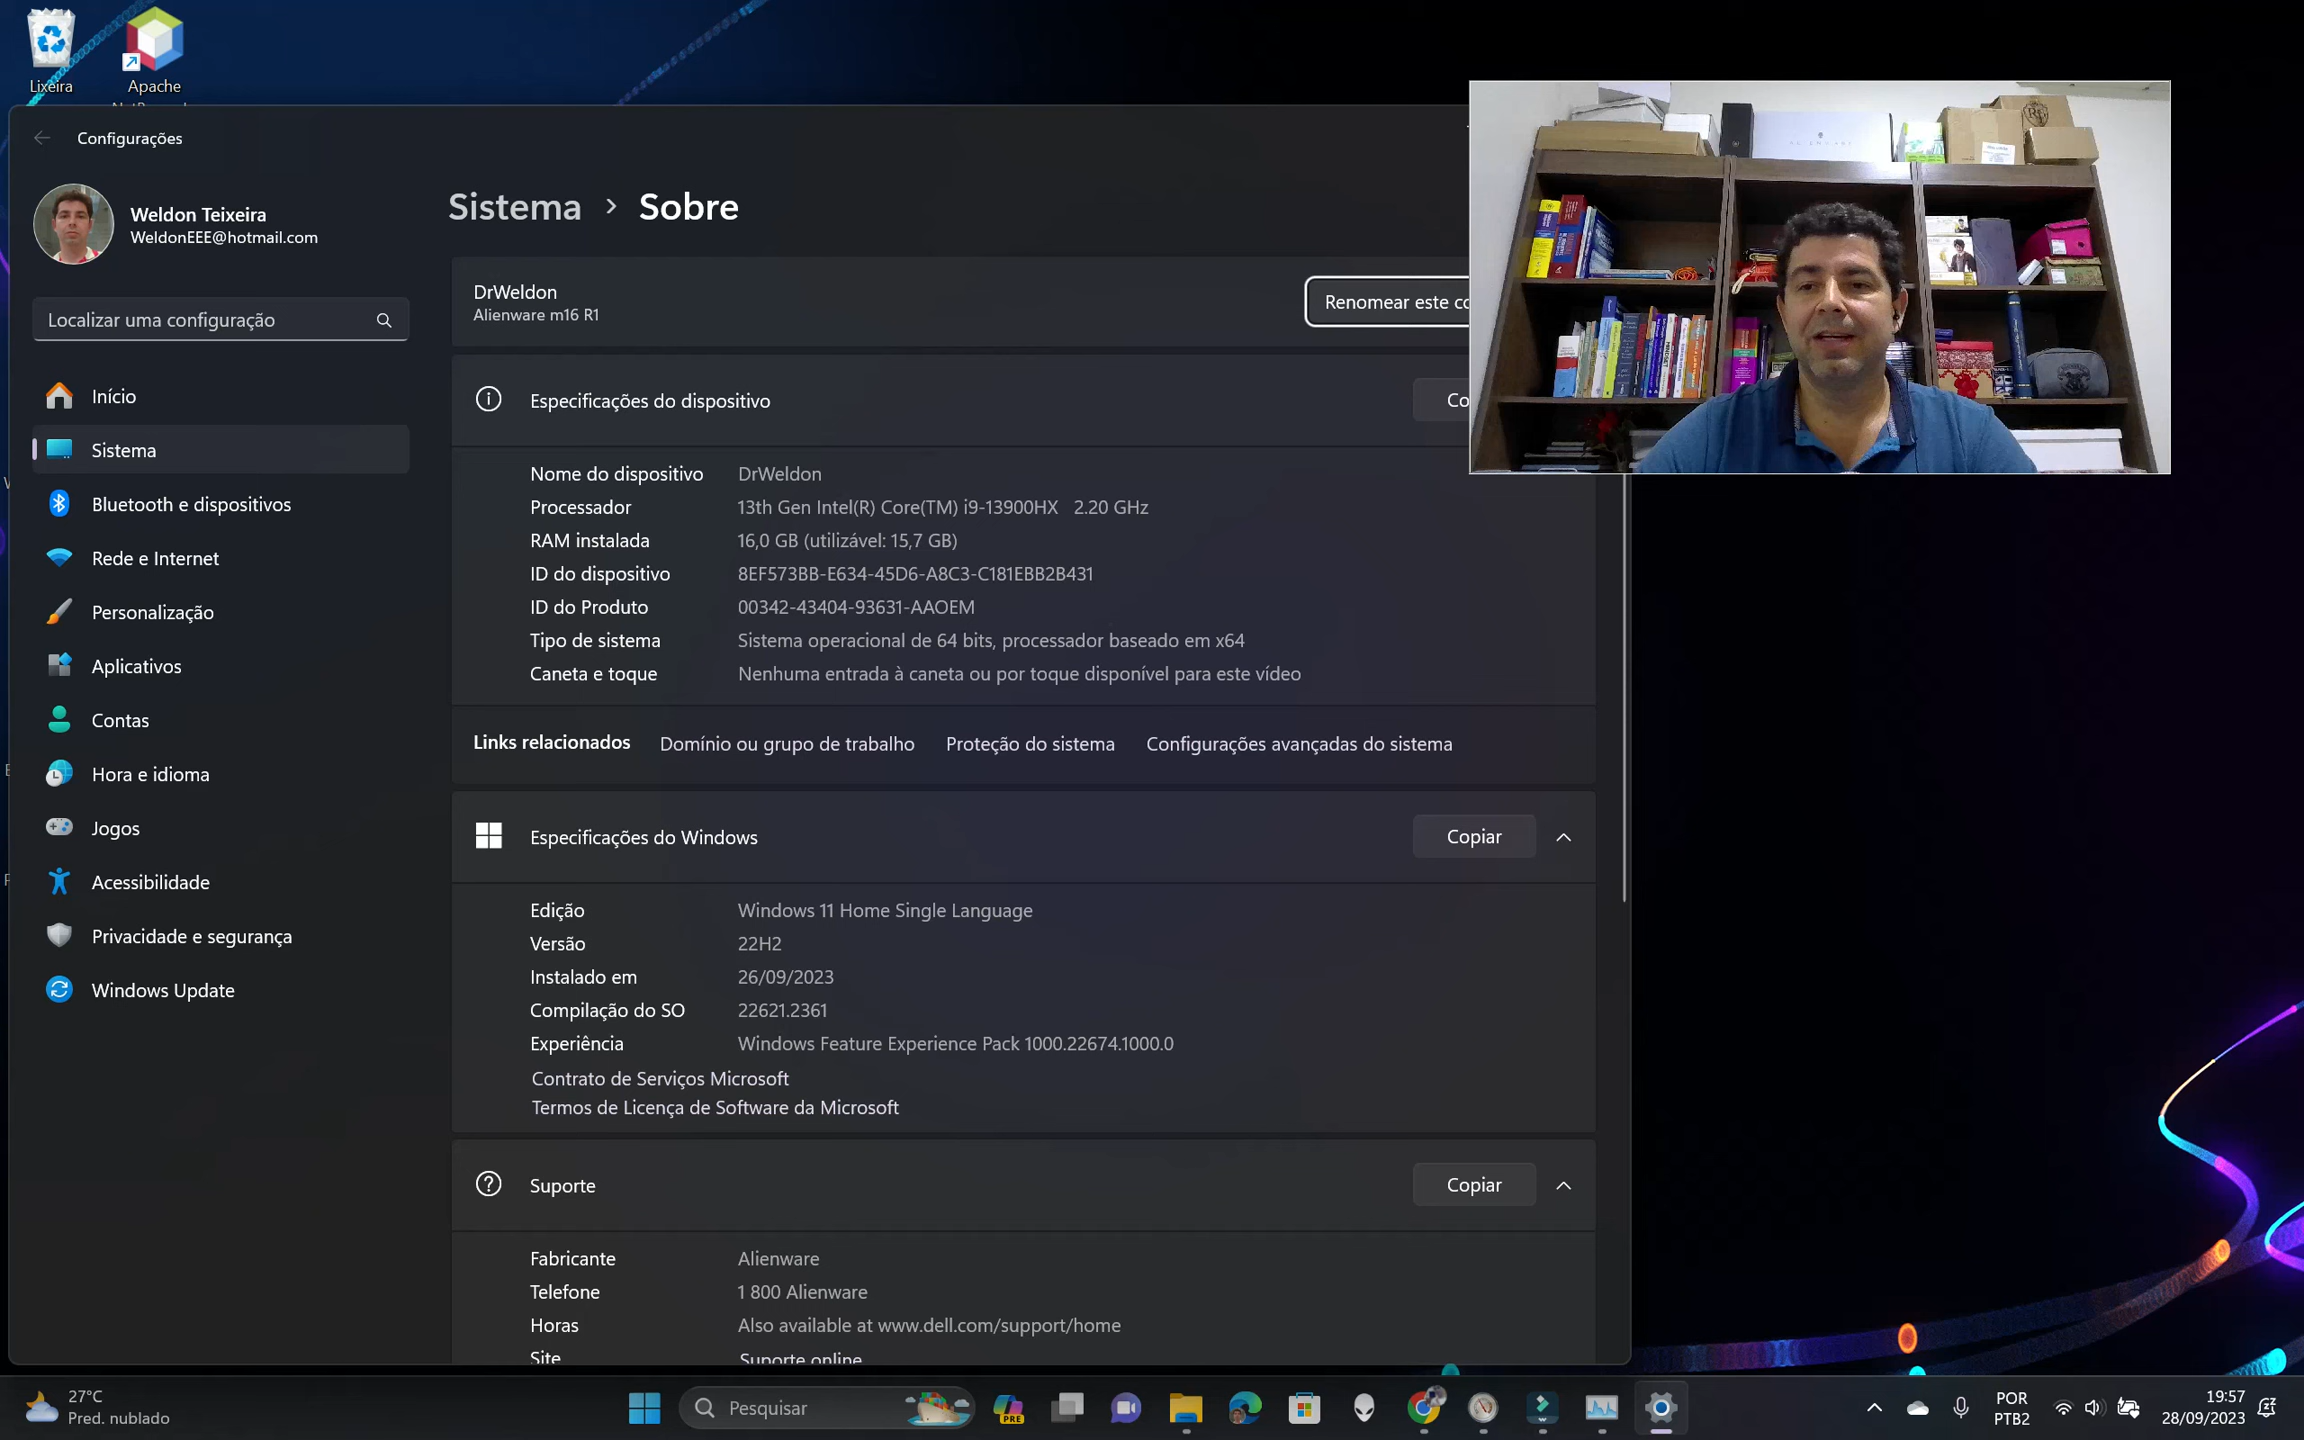 Lixeira
Apache
Configurações
Weldon Teixeira
WeldonEEE@hotmail.com
Localizar uma configuração
Início
Sistema
Bluetooth e dispositivos
Rede e Internet
Personalização
Aplicativos
Contas
Hora e idioma
Jogos
Acessibilidade
Privacidade e segurança
Windows Update
Sistema > Sobre
DrWeldon
Alienware m16 R1
Renomear este co
Especificações do dispositivo
Co
Nome do dispositivo DrWeldon
Processador 13th Gen Intel(R) Core(TM) i9-13900HX 2.20 GHz
RAM instalada 16,0 GB (utilizável: 15,7 GB)
ID do dispositivo 8EF573BB-E634-45D6-A8C3-C181EBB2B431
ID do Produto 00342-43404-93631-AAOEM
Tipo de sistema Sistema operacional de 64 bits, processador baseado em x64
Caneta e toque Nenhuma entrada à caneta ou por toque disponível para este vídeo
Links relacionados Domínio ou grupo de trabalho Proteção do sistema Configurações avançadas do sistema
Especificações do Windows
Copiar
Edição Windows 11 Home Single Language
Versão 22H2
Instalado em 26/09/2023
Compilação do SO 22621.2361
Experiência Windows Feature Experience Pack 1000.22674.1000.0
Contrato de Serviços Microsoft
Termos de Licença de Software da Microsoft
Suporte
Copiar
Fabricante Alienware
Telefone 1 800 Alienware
Horas Also available at www.dell.com/support/home
Site Suporte online
27°C
Pred. nublado
Pesquisar
PRE
POR
PTB2
19:57
28/09/2023